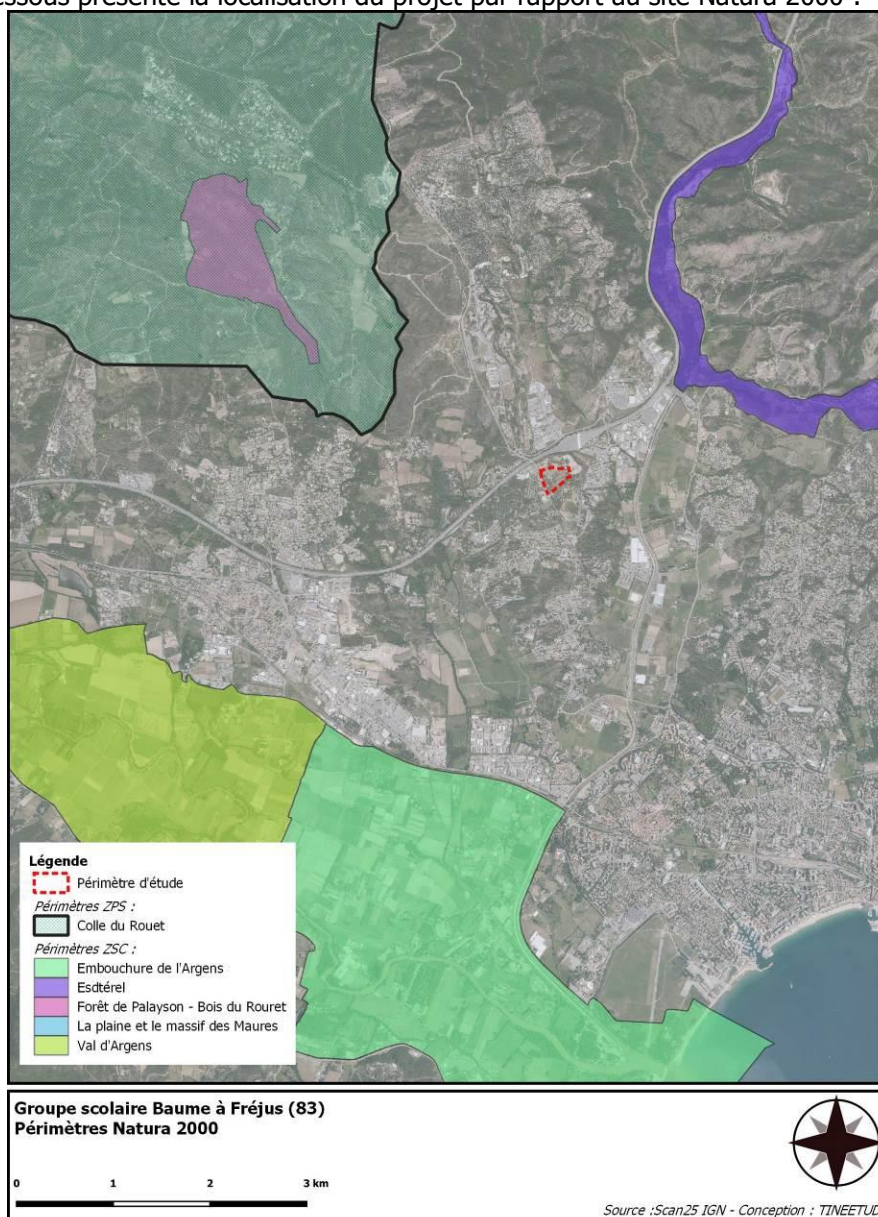 essous présente la localisation du projet par rapport au site Natura 2000 :
Légende
Périmètre d'étude
Périmètres ZPS :
Colle du Rouet
Périmètres ZSC :
Embouchure de l'Argens
Esdtérel
Forêt de Palayson - Bois du Rouret
La plaine et le massif des Maures
Val d'Argens
Groupe scolaire Baume à Fréjus (83)
Périmètres Natura 2000
0 1 2 3 km
Source :Scan25 IGN - Conception : TINEETUD